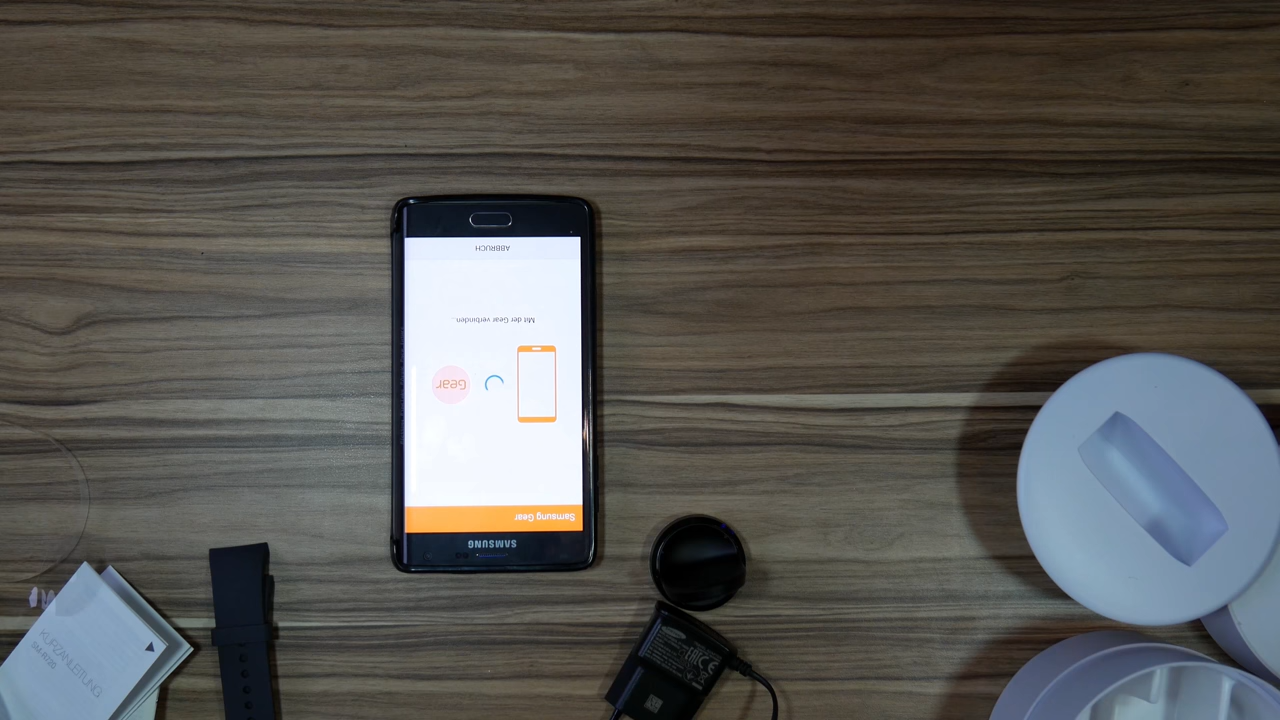 SAMSUNG
Samsung Gear
Gear
Mit der Gear verbinden...
ABBRUCH
KURZANLEITUNG